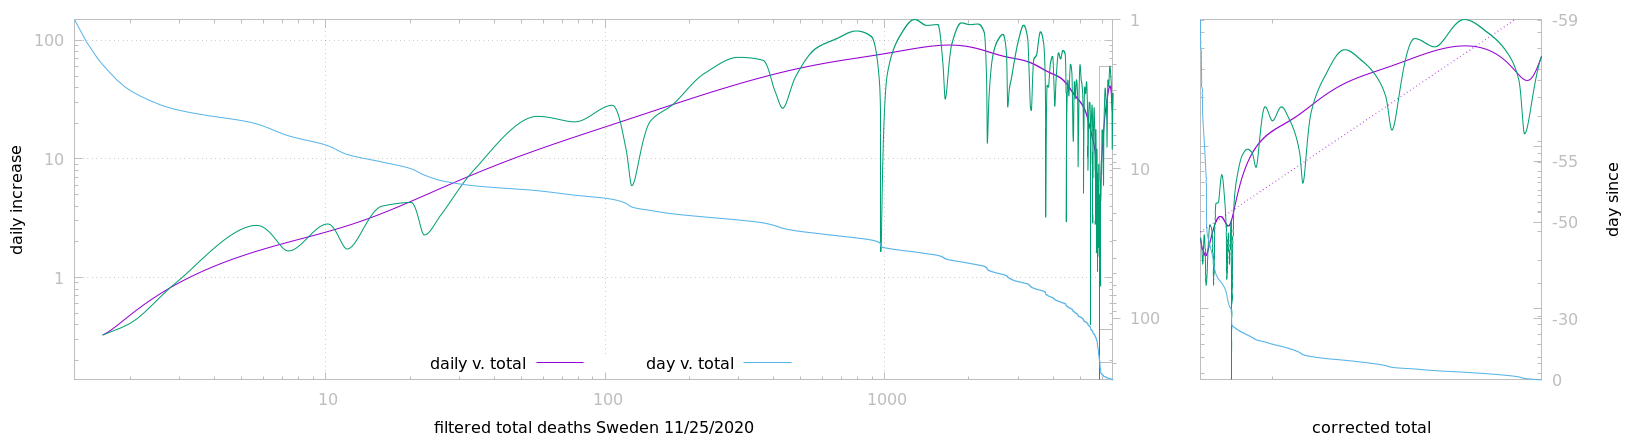 100
10
1
daily increase
1
10
100
daily v. total
day v. total
10
100
1000
filtered total deaths Sweden 11/25/2020
-59
-55
-50
-30
0
day since
corrected total